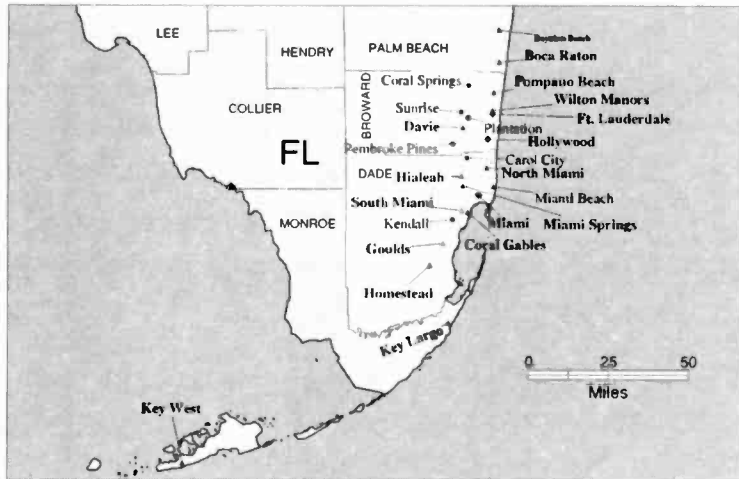 LEE
HENDRY
PALM BEACH
Boynton Beach
Boca Raton
Coral Springs
Pompano Beach
COLLIER
BROWARD
Wilton Manors
Sunrise
Ft. Lauderdale
Davie
Plantation
FL
Hollywood
Pembroke Pines
Carol City
DADE
Hialeah
North Miami
Miami Beach
MONROE
South Miami
Kendall
Miami
Miami Springs
Goulds
Coral Gables
Homestead
Key Largo
0 25 50
Miles
Key West